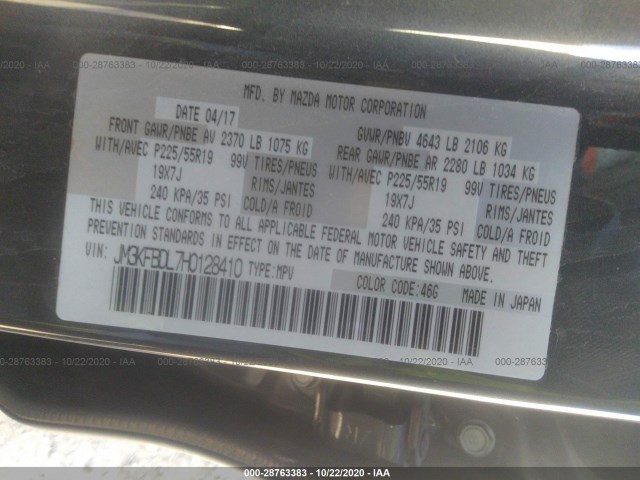 000-28763383 - 10/22/2020 - IAA
MFD. BY MAZDA MOTOR CORPORATION
DATE 04/17
GVWR/PNBV 4643 LB 2106 KG
FRONT GAWR/PNBE AV 2370 LB 1075 KG
REAR GAWR/PNBE AR 2280 LB 1034 KG
WITH/AVEC P225/55R19 99V TIRES/PNEUS
WITH/AVEC P225/55R19 99V TIRES/PNEUS
19X7J RIMS/JANTES
19X7J RIMS/JANTES
240 KPA/35 PSI COLD/A FROID
240 KPA/35 PSI COLD/A FROID
THIS VEHICLE CONFORMS TO ALL APPLICABLE FEDERAL MOTOR VEHICLE SAFETY AND THEFT
PREVENTION STANDARDS IN EFFECT ON THE DATE OF MANUFACTURE SHOWN ABOVE.
VIN: JM3KFBDL7H0128410 TYPE:MPV
COLOR CODE:46G MADE IN JAPAN
000-28763383 - 10/22/2020 - IAA